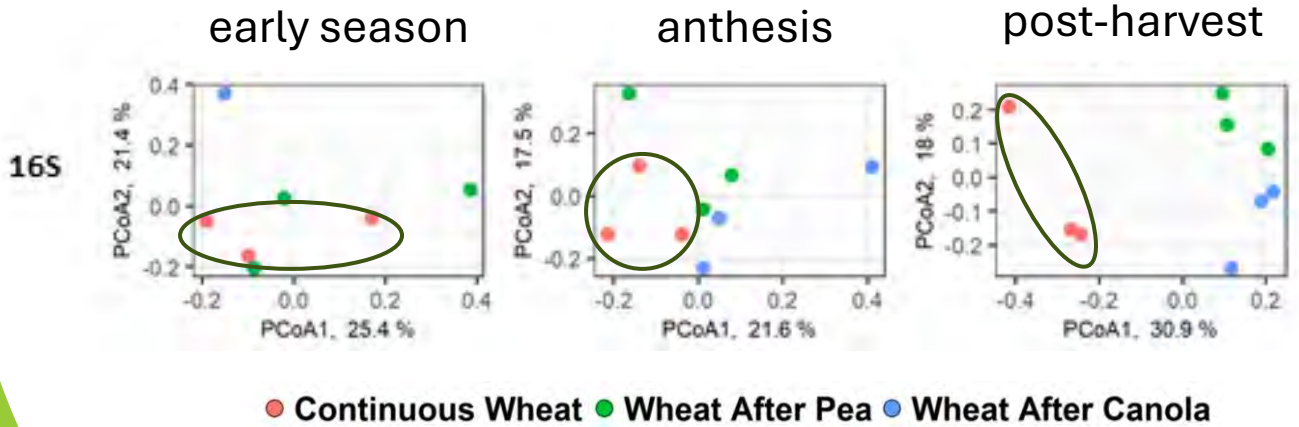 early season
anthesis
post-harvest
16S
PCoA2, 21.4 %
0.4
0.2
0.0
-0.2
-0.2
0.0
0.2
0.4
PCoA1, 25.4 %
PCoA2, 17.5 %
0.2
0.0
-0.2
-0.2
0.0
0.2
0.4
PCoA1, 21.6 %
PCoA2, 18 %
0.2
0.1
0.0
-0.1
-0.2
-0.4
-0.2
0.0
0.2
PCoA1, 30.9 %
Continuous Wheat
Wheat After Pea
Wheat After Canola